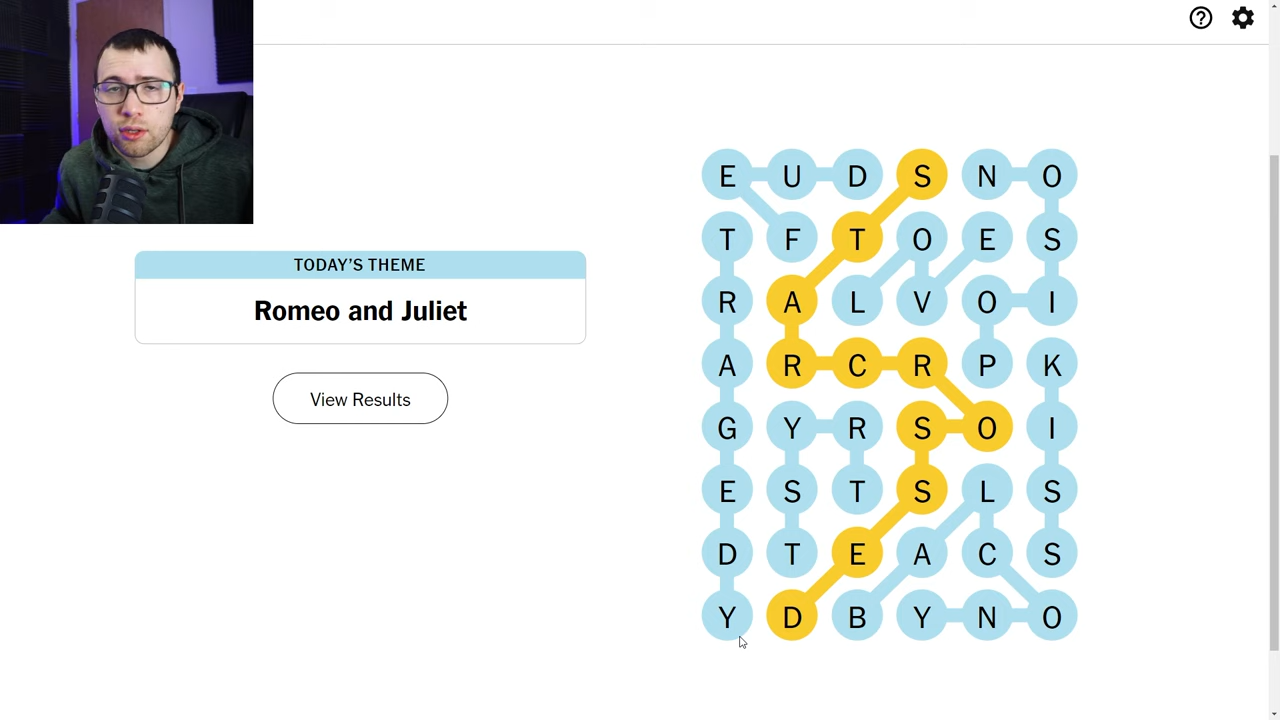 TODAY'S THEME
Romeo and Juliet
View Results
E U D S N O
T F T O E S
R A L V O I
A R C R P K
G Y R S O I
E S T S L S
D T E A C S
Y D B Y N O